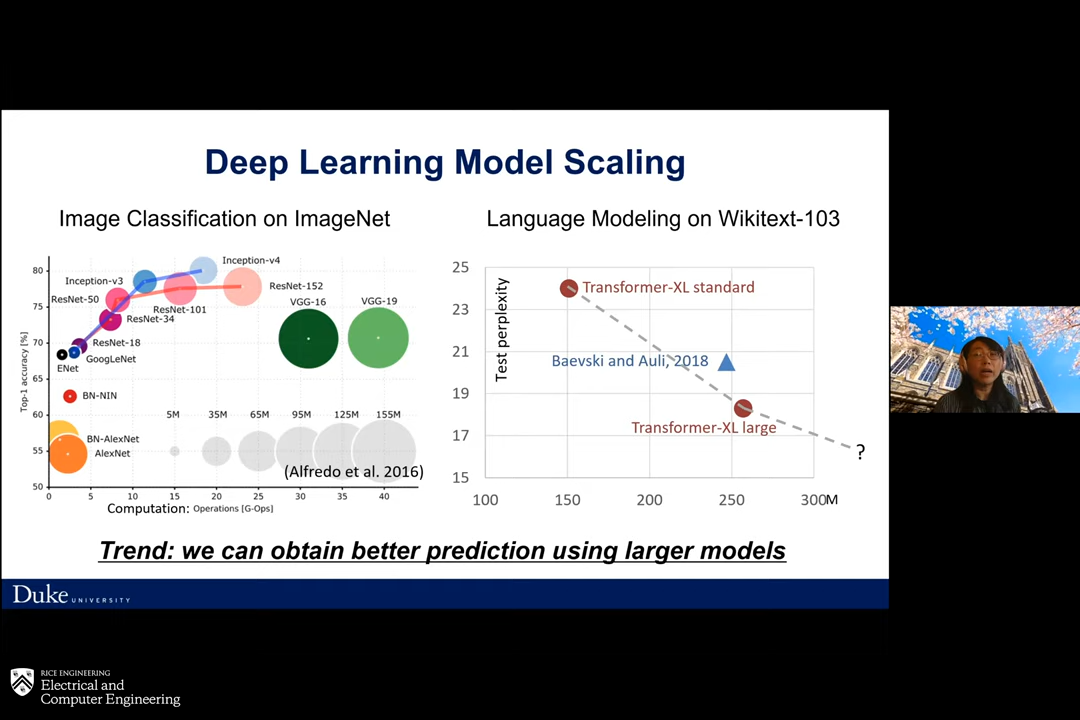 Deep Learning Model Scaling
Image Classification on ImageNet
Top-1 accuracy [%]
80
75
70
65
60
55
50
Inception-v4
Inception-v3
ResNet-152
ResNet-50
VGG-16
VGG-19
ResNet-101
ResNet-34
ResNet-18
GoogLeNet
ENet
BN-NIN
5M
35M
65M
95M
125M
155M
BN-AlexNet
AlexNet
(Alfredo et al. 2016)
0
5
10
15
20
25
30
35
40
Computation: Operations [G-Ops]
Language Modeling on Wikitext-103
Test perplexity
25
23
21
19
17
15
Transformer-XL standard
Baevski and Auli, 2018
Transformer-XL large
?
100
150
200
250
300M
Trend: we can obtain better prediction using larger models
Duke UNIVERSITY
RICE ENGINEERING
Electrical and
Computer Engineering